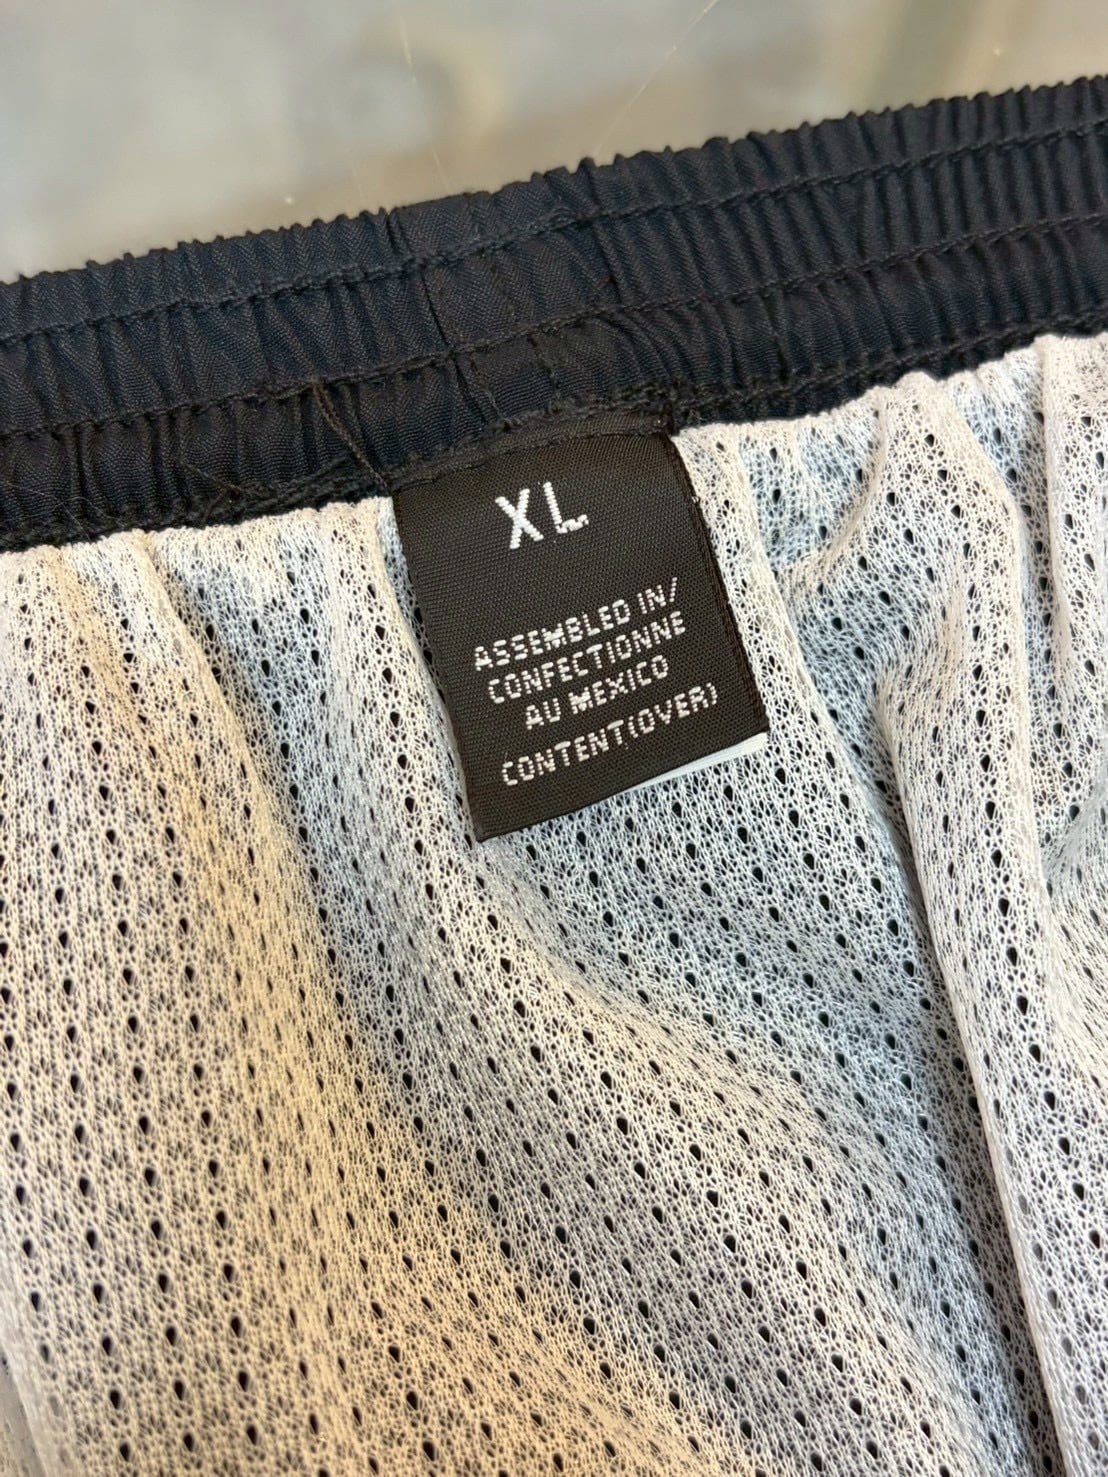 XL
ASSEMBLED IN/
CONFECTIONNE
AU MEXICO
CONTENT(OVER)